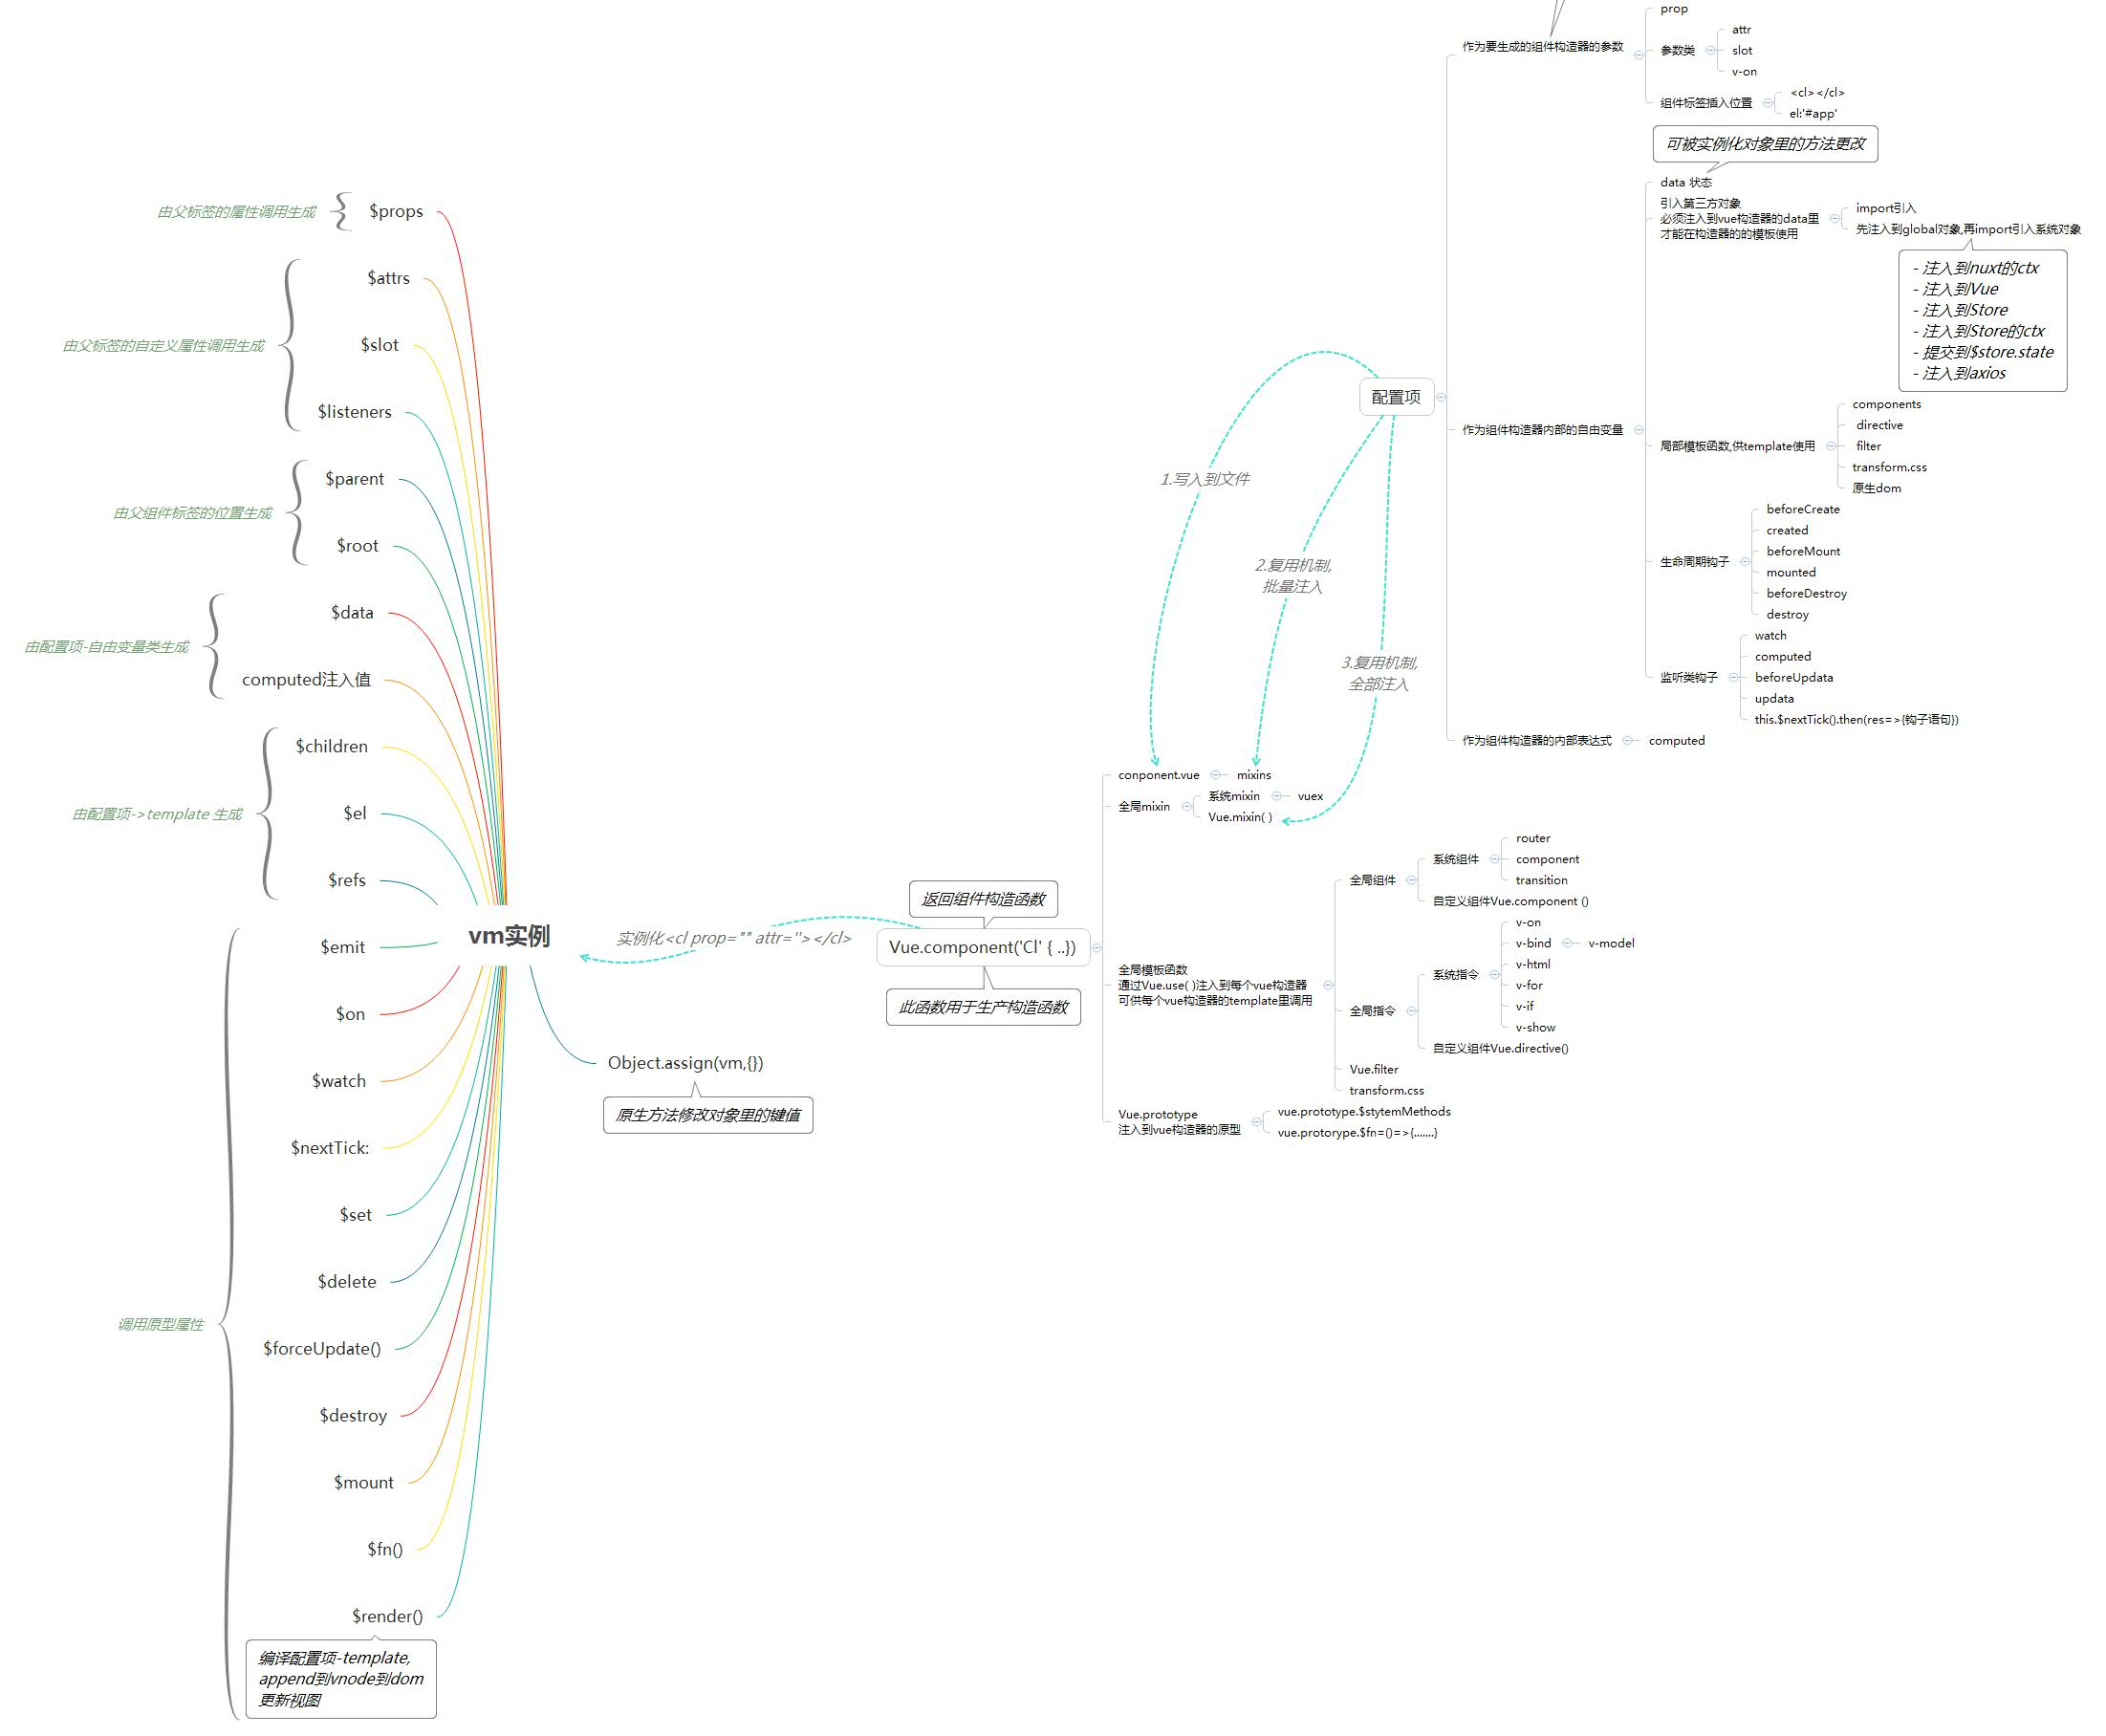 由父标签的属性调用生成
$props
$attrs
$slot
$listeners
由父标签的自定义属性调用生成
$parent
$root
由父组件标签的位置生成
$data
computed注入值
由配置项-自由变量类生成
$children
$el
$refs
由配置项->template 生成
$emit
$on
$watch
$nextTick:
$set
$delete
$forceUpdate()
$destroy
$mount
$fn()
$render()
调用原型属性
编译配置项-template,
append到vnode到dom
更新视图
vm实例
Object.assign(vm,{})
原生方法修改对象里的键值
实例化<cl prop="" attr=''></cl>
返回组件构造函数
Vue.component('Cl' { ..})
此函数用于生产构造函数
conponent.vue
mixins
全局mixin
系统mixin
vuex
Vue.mixin( )
全局模板函数
通过Vue.use( )注入到每个vue构造器
可供每个vue构造器的template里调用
全局组件
系统组件
router
component
transition
自定义组件Vue.component ()
全局指令
系统指令
v-on
v-bind
v-model
v-html
v-for
v-if
v-show
自定义组件Vue.directive()
Vue.filter
transform.css
Vue.prototype
注入到vue构造器的原型
vue.prototype.$stytemMethods
vue.protorype.$fn=()=>{.......}
配置项
1.写入到文件
2.复用机制,
批量注入
3.复用机制,
全部注入
作为要生成的组件构造器的参数
prop
参数类
attr
slot
v-on
组件标签插入位置
<cl></cl>
el:'#app'
可被实例化对象里的方法更改
作为组件构造器内部的自由变量
data 状态
引入第三方对象
必须注入到vue构造器的data里
才能在构造器的的模板使用
import引入
先注入到global对象,再import引入系统对象
- 注入到nuxt的ctx
- 注入到Vue
- 注入到Store
- 注入到Store的ctx
- 提交到$store.state
- 注入到axios
局部模板函数,供template使用
components
directive
filter
transform.css
原生dom
生命周期钩子
beforeCreate
created
beforeMount
mounted
beforeDestroy
destroy
监听类钩子
watch
computed
beforeUpdata
updata
this.$nextTick().then(res=>{钩子语句})
作为组件构造器的内部表达式
computed